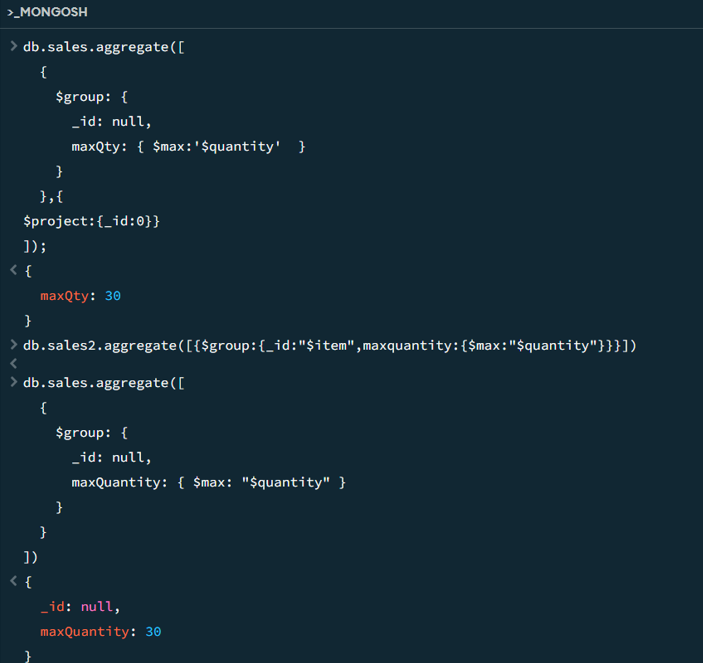 >_MONGOSH
> db.sales.aggregate([
{
$group: {
_id: null,
maxQty: { $max:'$quantity'  }
}
},{
$project:{_id:0}}
]);
< {
maxQty: 30
}
> db.sales2.aggregate([{$group:{_id:"$item",maxquantity:{$max:"$quantity"}}}])
<
> db.sales.aggregate([
{
$group: {
_id: null,
maxQuantity: { $max: "$quantity" }
}
}
])
< {
_id: null,
maxQuantity: 30
}